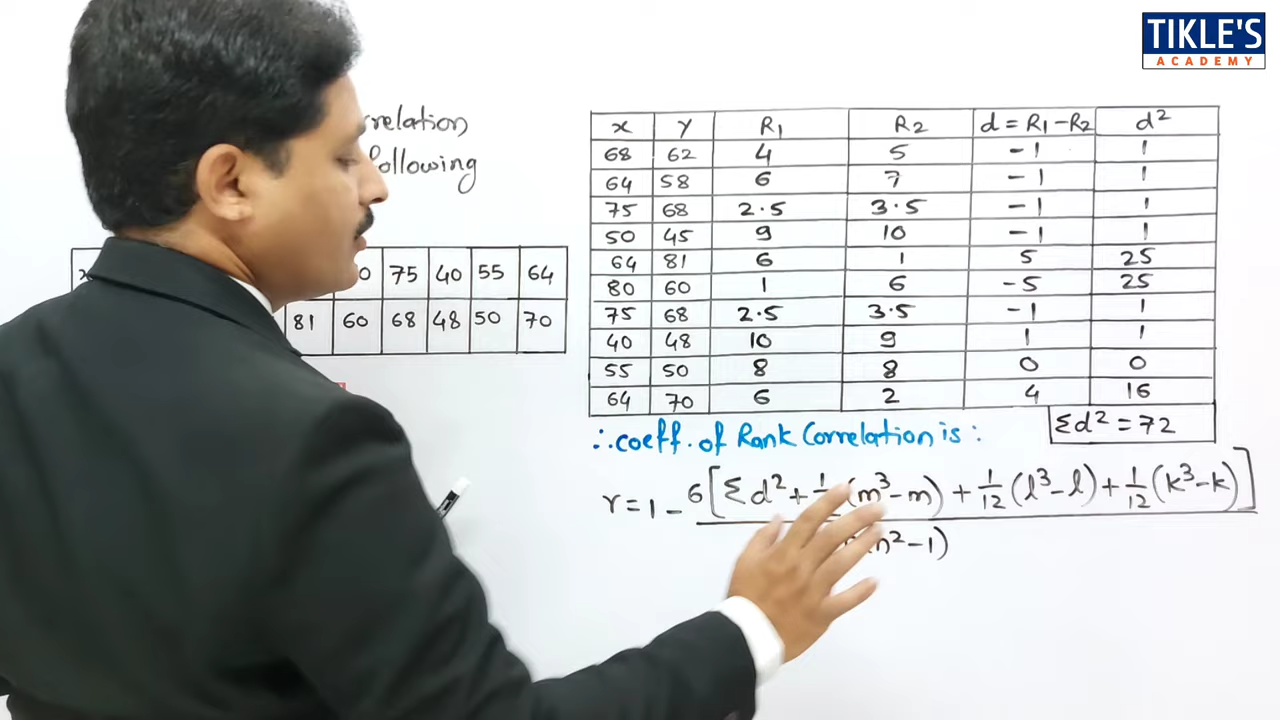 TIKLE'S
ACADEMY
relation
following
x 0 75 40 55 64
81 60 68 48 50 70
x y R₁ R₂ d = R₁ - R₂ d²
68 62 4 5 -1 1
64 58 6 7 -1 1
75 68 2.5 3.5 -1 1
50 45 9 10 -1 1
64 81 6 1 5 25
80 60 1 6 -5 25
75 68 2.5 3.5 -1 1
40 48 10 9 1 1
55 50 8 8 0 0
64 70 6 2 4 16
Σd² = 72
∴ coeff. of Rank Correlation is :
r = 1 - 6 [ Σd² + 1/ (m³ - m) + 1/12 (l³ - l) + 1/12 (k³ - k) ]
n² - 1)